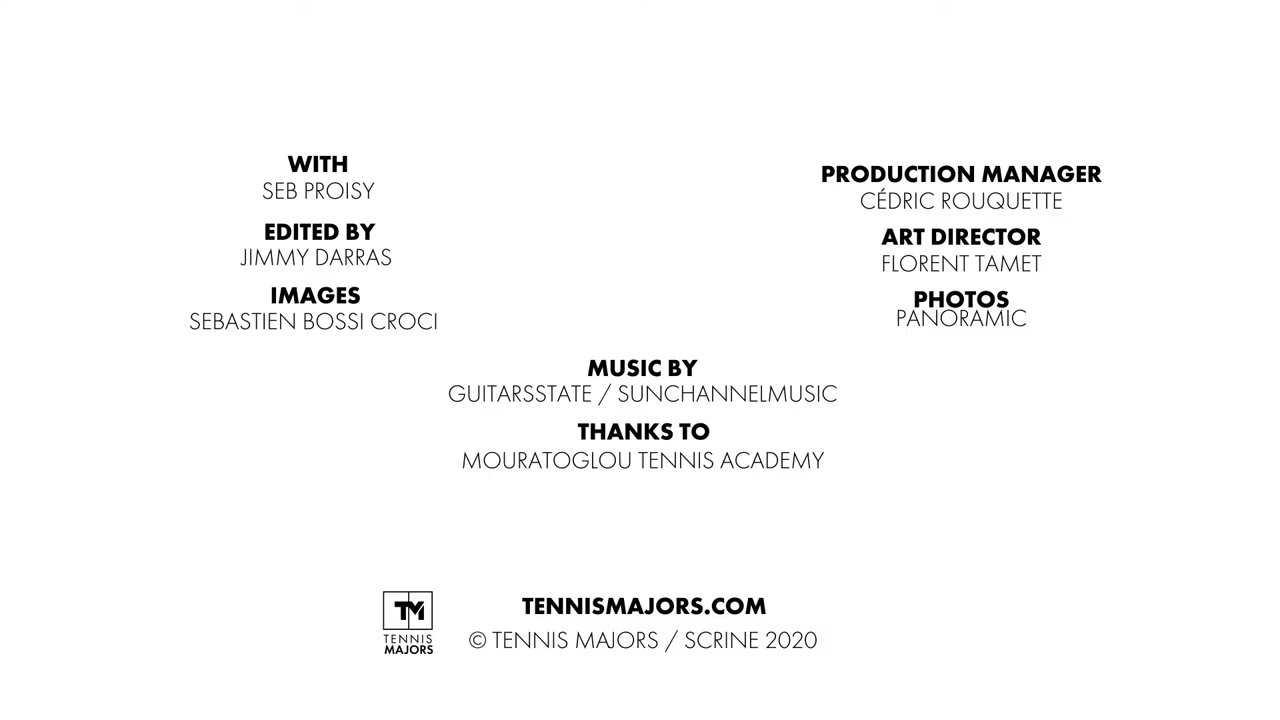 WITH
SEB PROISY
EDITED BY
JIMMY DARRAS
IMAGES
SEBASTIEN BOSSI CROCI
PRODUCTION MANAGER
CÉDRIC ROUQUETTE
ART DIRECTOR
FLORENT TAMET
PHOTOS
PANORAMIC
MUSIC BY
GUITARSSTATE / SUNCHANNELMUSIC
THANKS TO
MOURATOGLOU TENNIS ACADEMY
TM
TENNIS
MAJORS
TENNISMAJORS.COM
© TENNIS MAJORS / SCRINE 2020